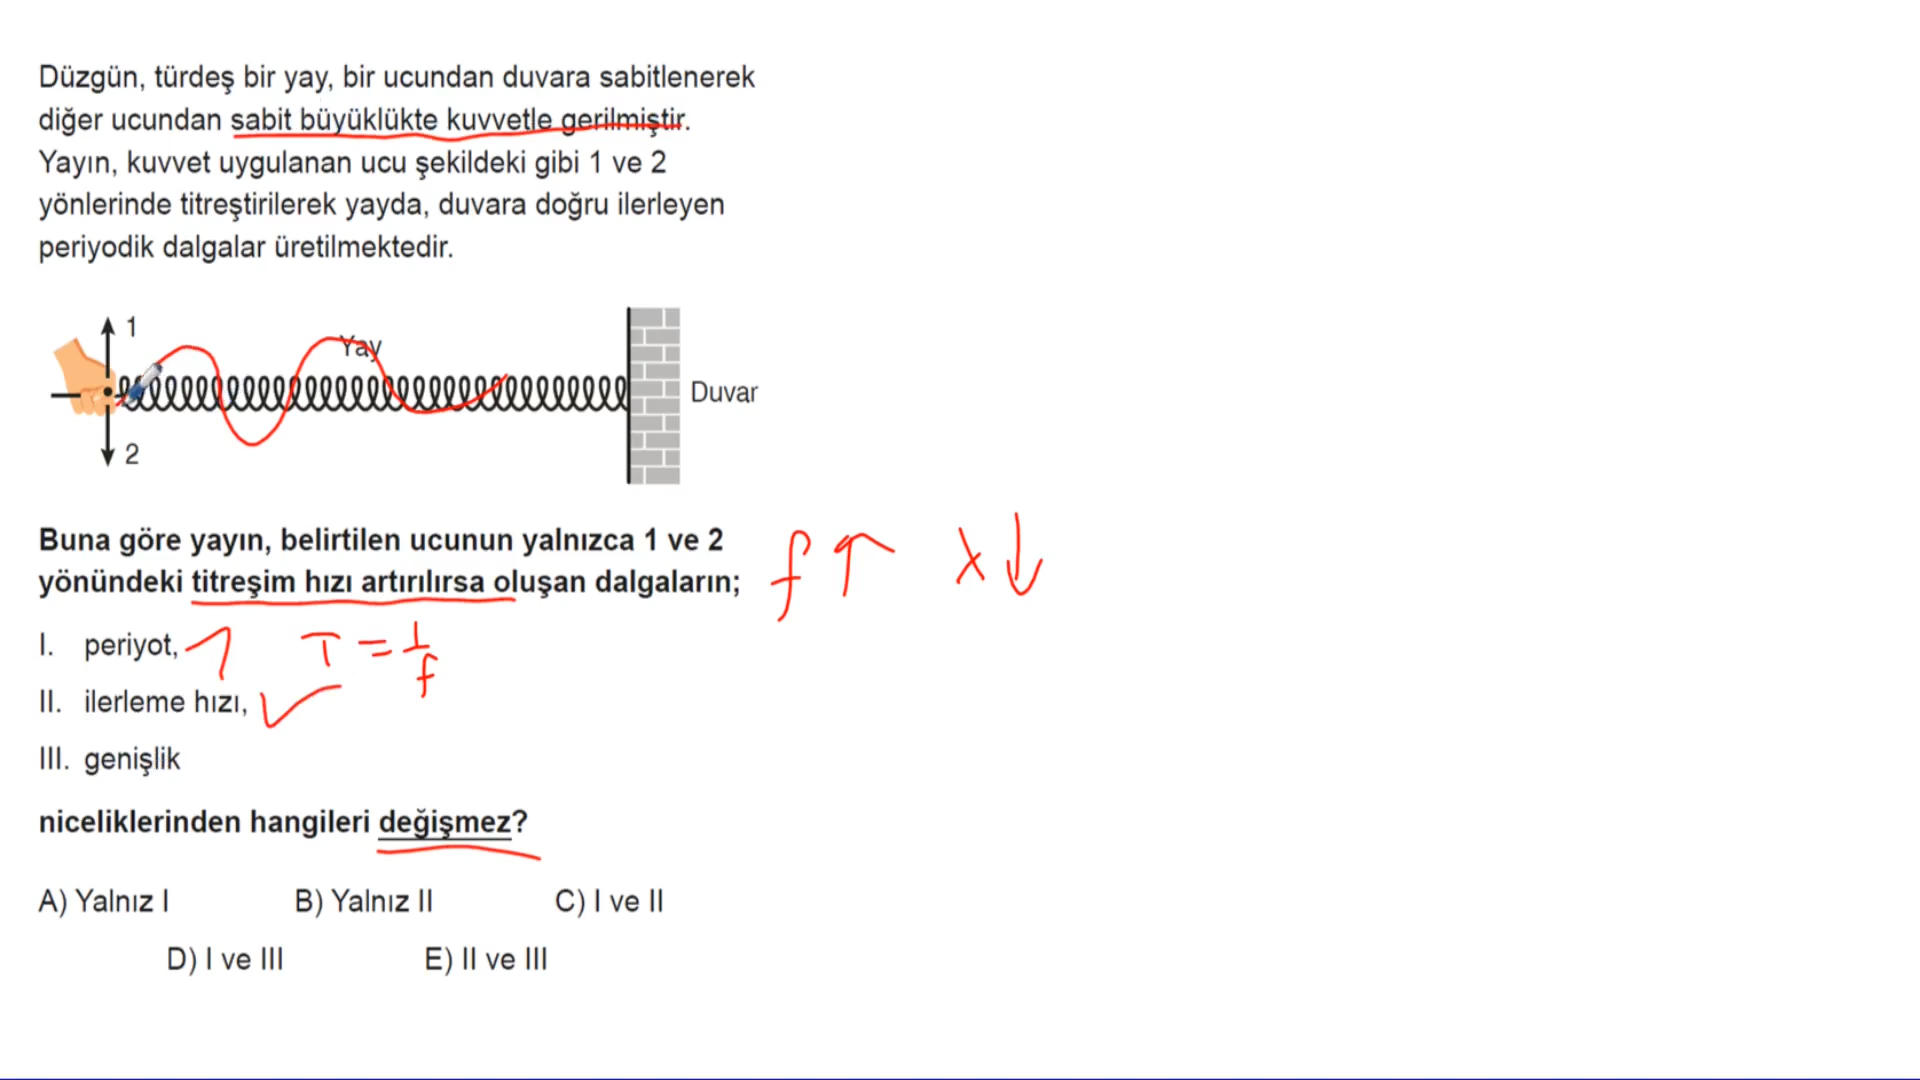 Düzgün, türdeş bir yay, bir ucundan duvara sabitlenerek
diğer ucundan sabit büyüklükte kuvvetle gerilmiştir.
Yayın, kuvvet uygulanan ucu şekildeki gibi 1 ve 2
yönlerinde titreştirilerek yayda, duvara doğru ilerleyen
periyodik dalgalar üretilmektedir.
1
Yay
Duvar
2
Buna göre yayın, belirtilen ucunun yalnızca 1 ve 2
yönündeki titreşim hızı artırılırsa oluşan dalgaların;
f ↑ λ ↓
I. periyot, T = 1/f
II. ilerleme hızı, ✓
III. genişlik
niceliklerinden hangileri değişmez?
A) Yalnız I B) Yalnız II C) I ve II
D) I ve III E) II ve III